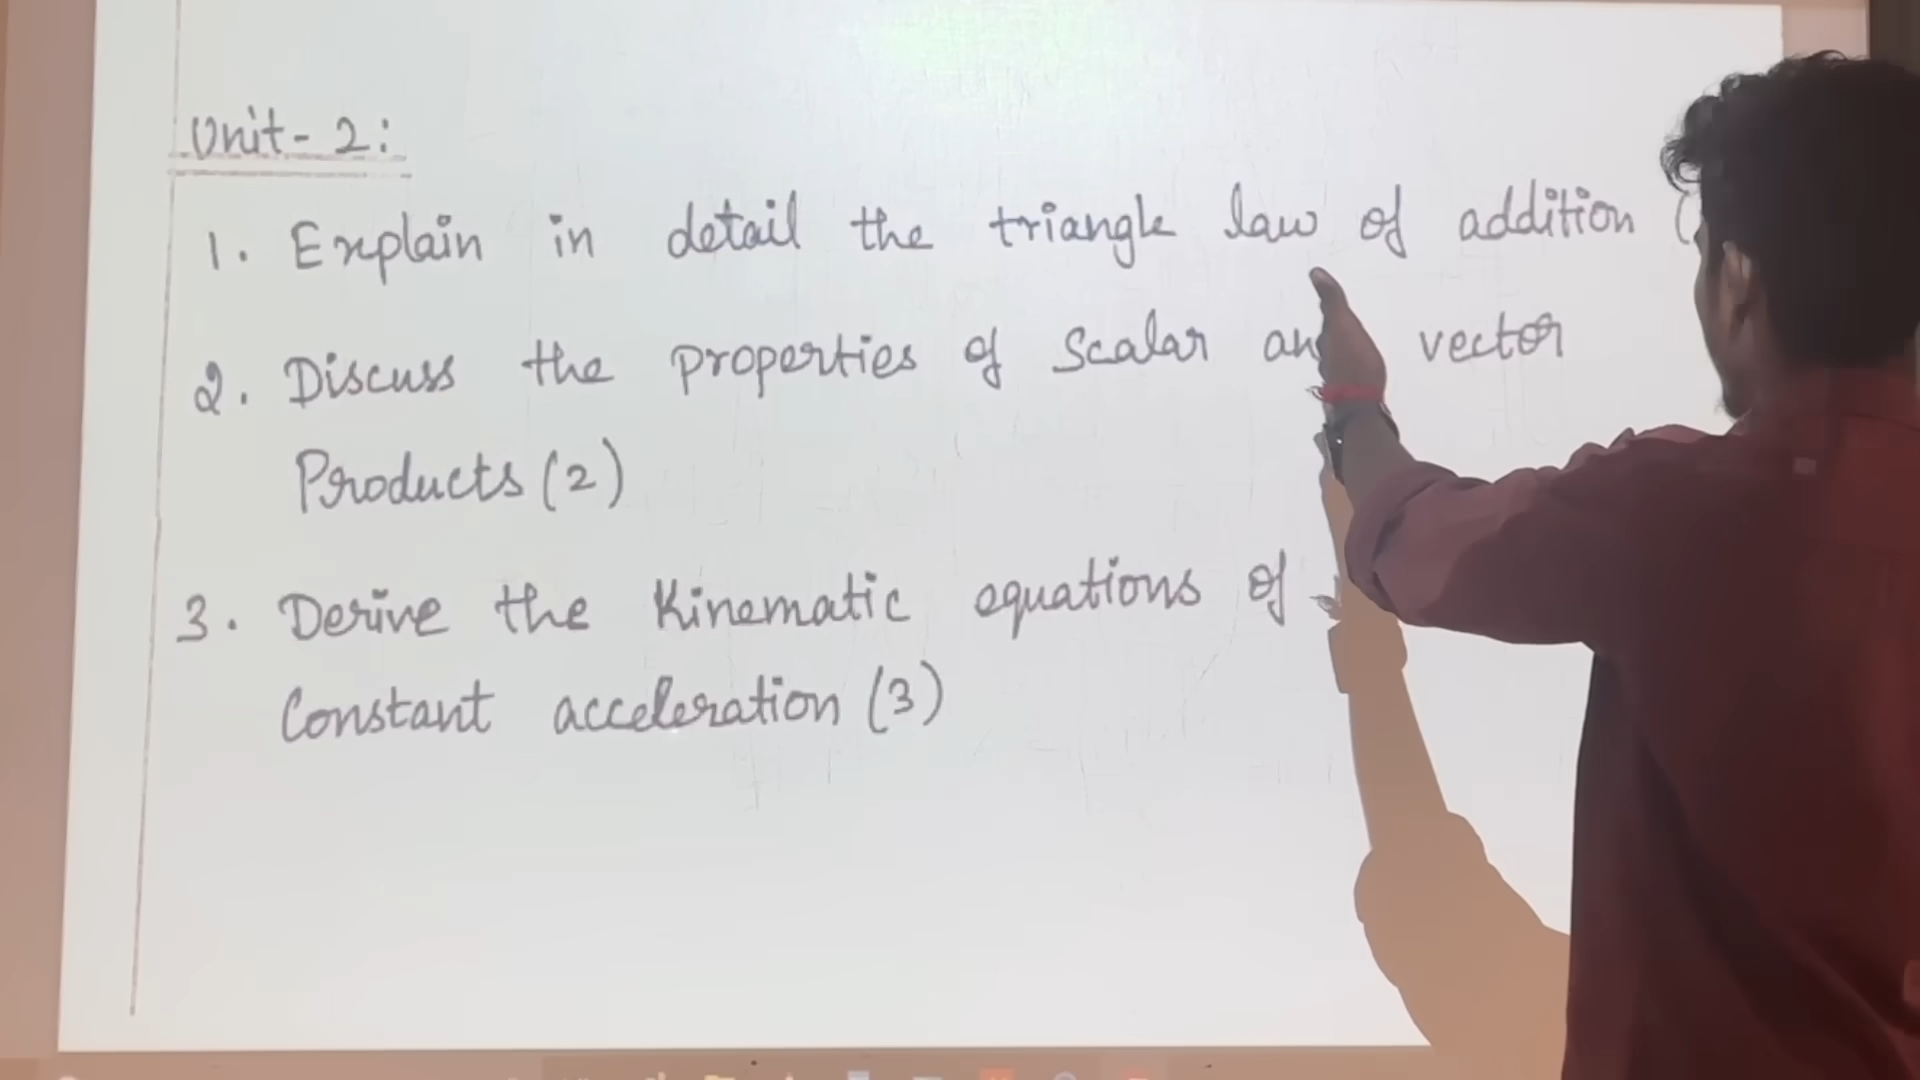 Unit - 2:
1. Explain in detail the triangle law of addition (
2. Discuss the properties of Scalar an vector
Products (2)
3. Derive the Kinematic equations of
Constant acceleration (3)